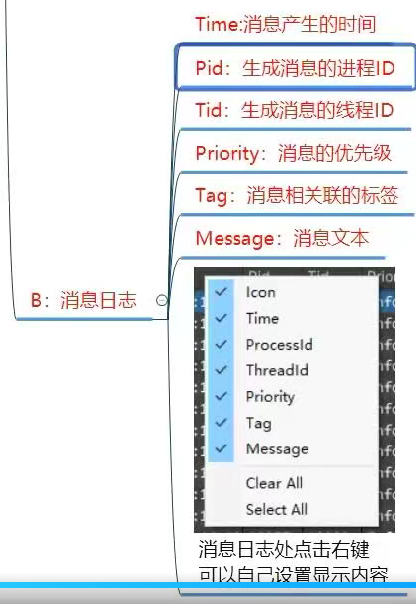 Time:消息产生的时间
Pid：生成消息的进程ID
Tid：生成消息的线程ID
Priority：消息的优先级
Tag：消息相关联的标签
Message：消息文本
B：消息日志
Icon
Time
ProcessId
ThreadId
Priority
Tag
Message
Clear All
Select All
消息日志处点击右键
可以自己设置显示内容